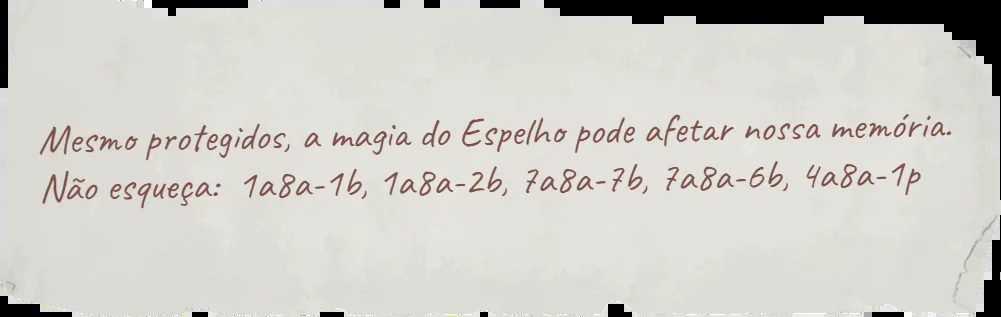 Mesmo protegidos, a magia do Espelho pode afetar nossa memória.
Não esqueça: 1a8a-1b, 1a8a-2b, 7a8a-7b, 7a8a-6b, 4a8a-1p